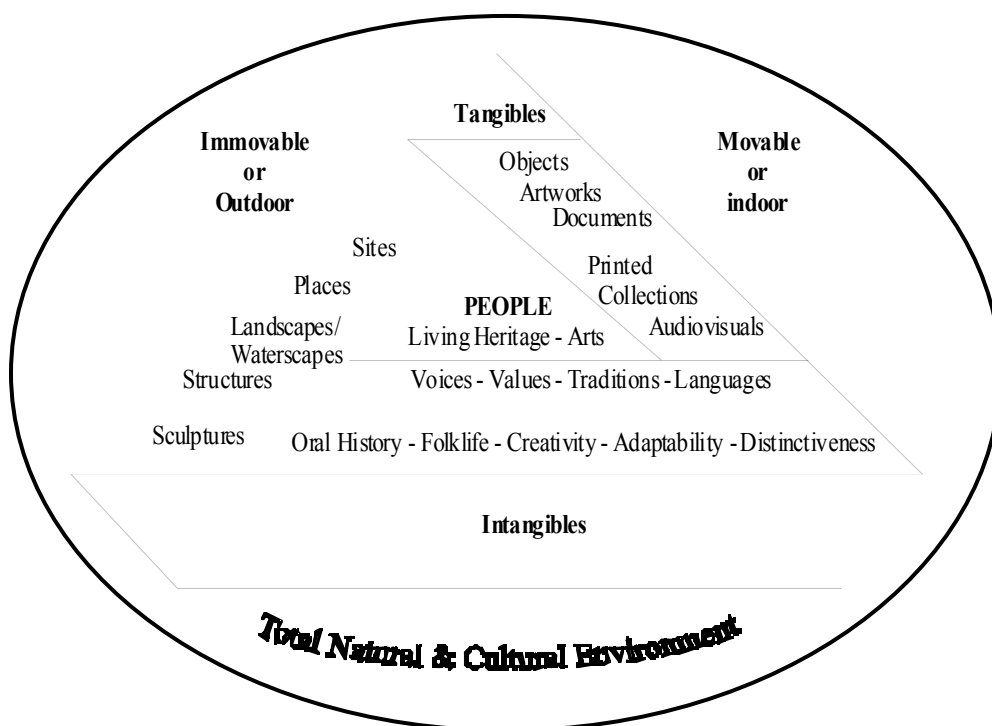 Tangibles
Immovable
or
Outdoor
Movable
or
indoor
Objects
Artworks
Documents
Sites
Places
Landscapes/
Waterscapes
Structures
Sculptures
Printed
Collections
Audiovisuals
PEOPLE
Living Heritage - Arts
Voices - Values - Traditions - Languages
Oral History - Folklife - Creativity - Adaptability - Distinctiveness
Intangibles
Total Natural & Cultural Environment